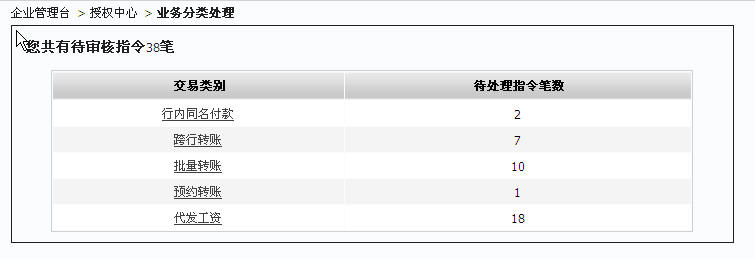 企业管理台 > 授权中心 > 业务分类处理
您共有待审核指令38笔
交易类别 待处理指令笔数
行内同名付款 2
跨行转账 7
批量转账 10
预约转账 1
代发工资 18